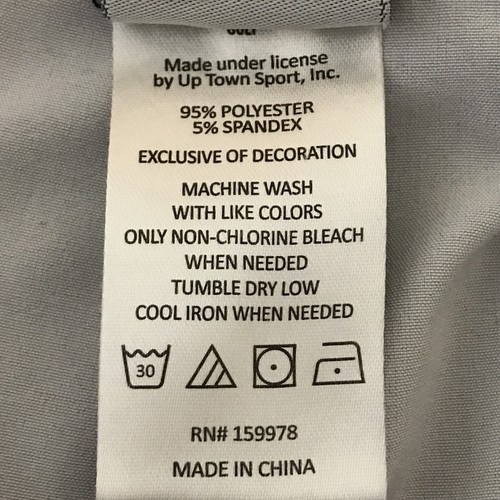 GOLF
Made under license
by Up Town Sport, Inc.
95% POLYESTER
5% SPANDEX
EXCLUSIVE OF DECORATION
MACHINE WASH
WITH LIKE COLORS
ONLY NON-CHLORINE BLEACH
WHEN NEEDED
TUMBLE DRY LOW
COOL IRON WHEN NEEDED
30
RN# 159978
MADE IN CHINA